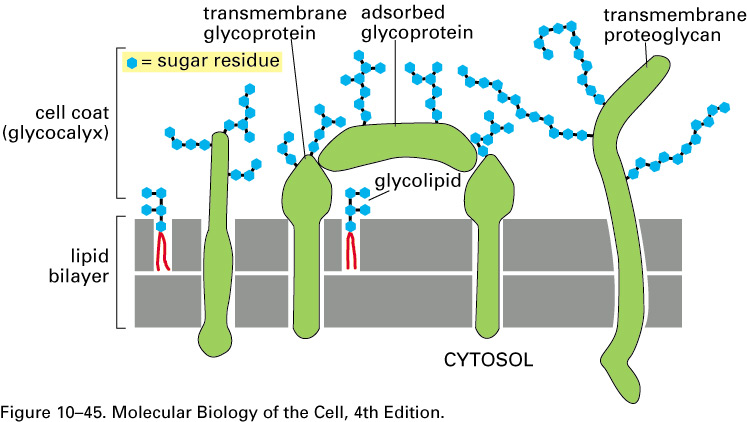 transmembrane
glycoprotein
adsorbed
glycoprotein
transmembrane
proteoglycan
= sugar residue
cell coat
(glycocalyx)
glycolipid
lipid
bilayer
CYTOSOL
Figure 10–45. Molecular Biology of the Cell, 4th Edition.